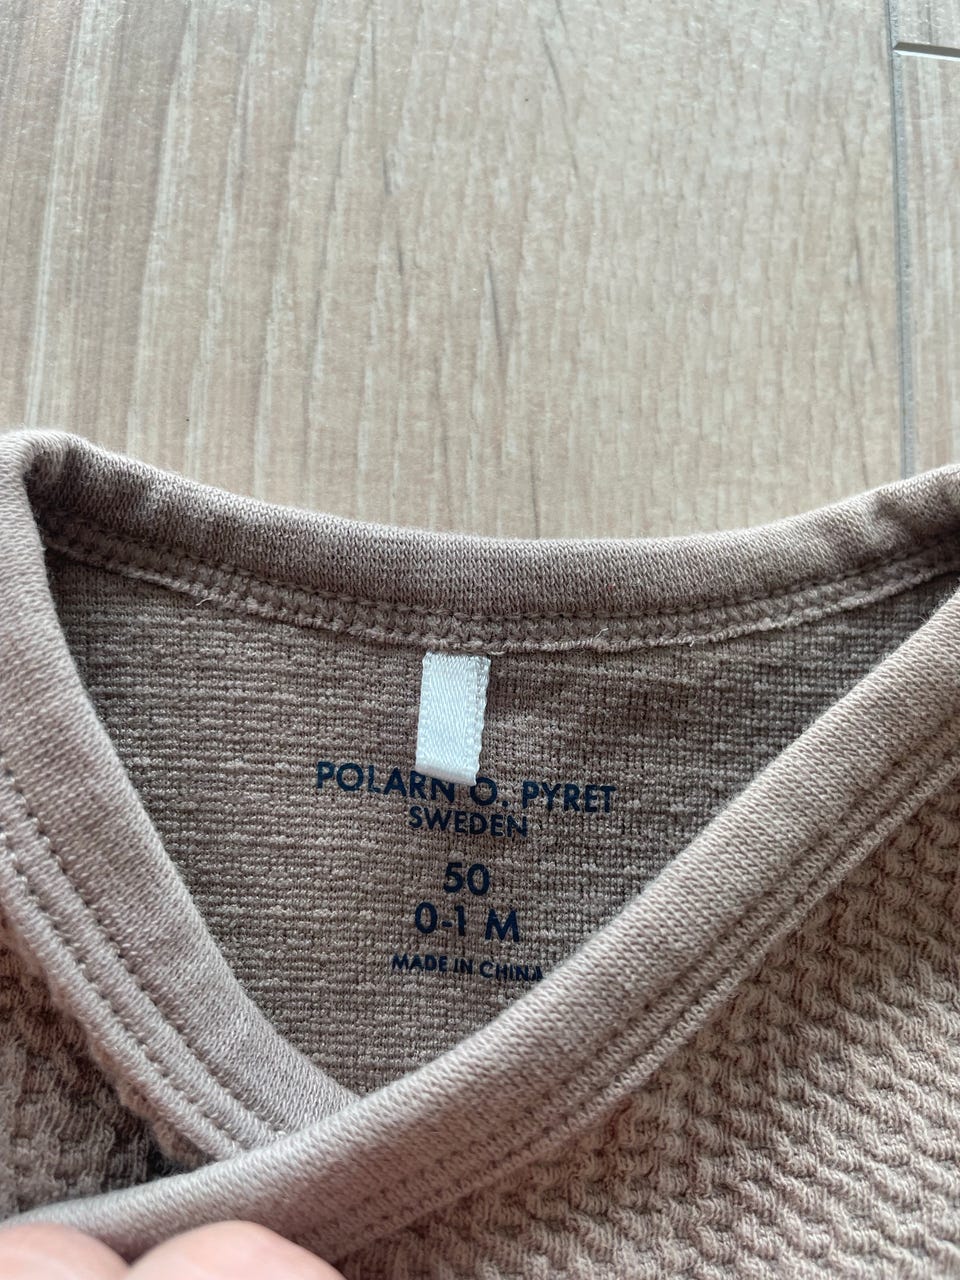 POLARN O. PYRET
SWEDEN
50
0-1 M
MADE IN CHINA